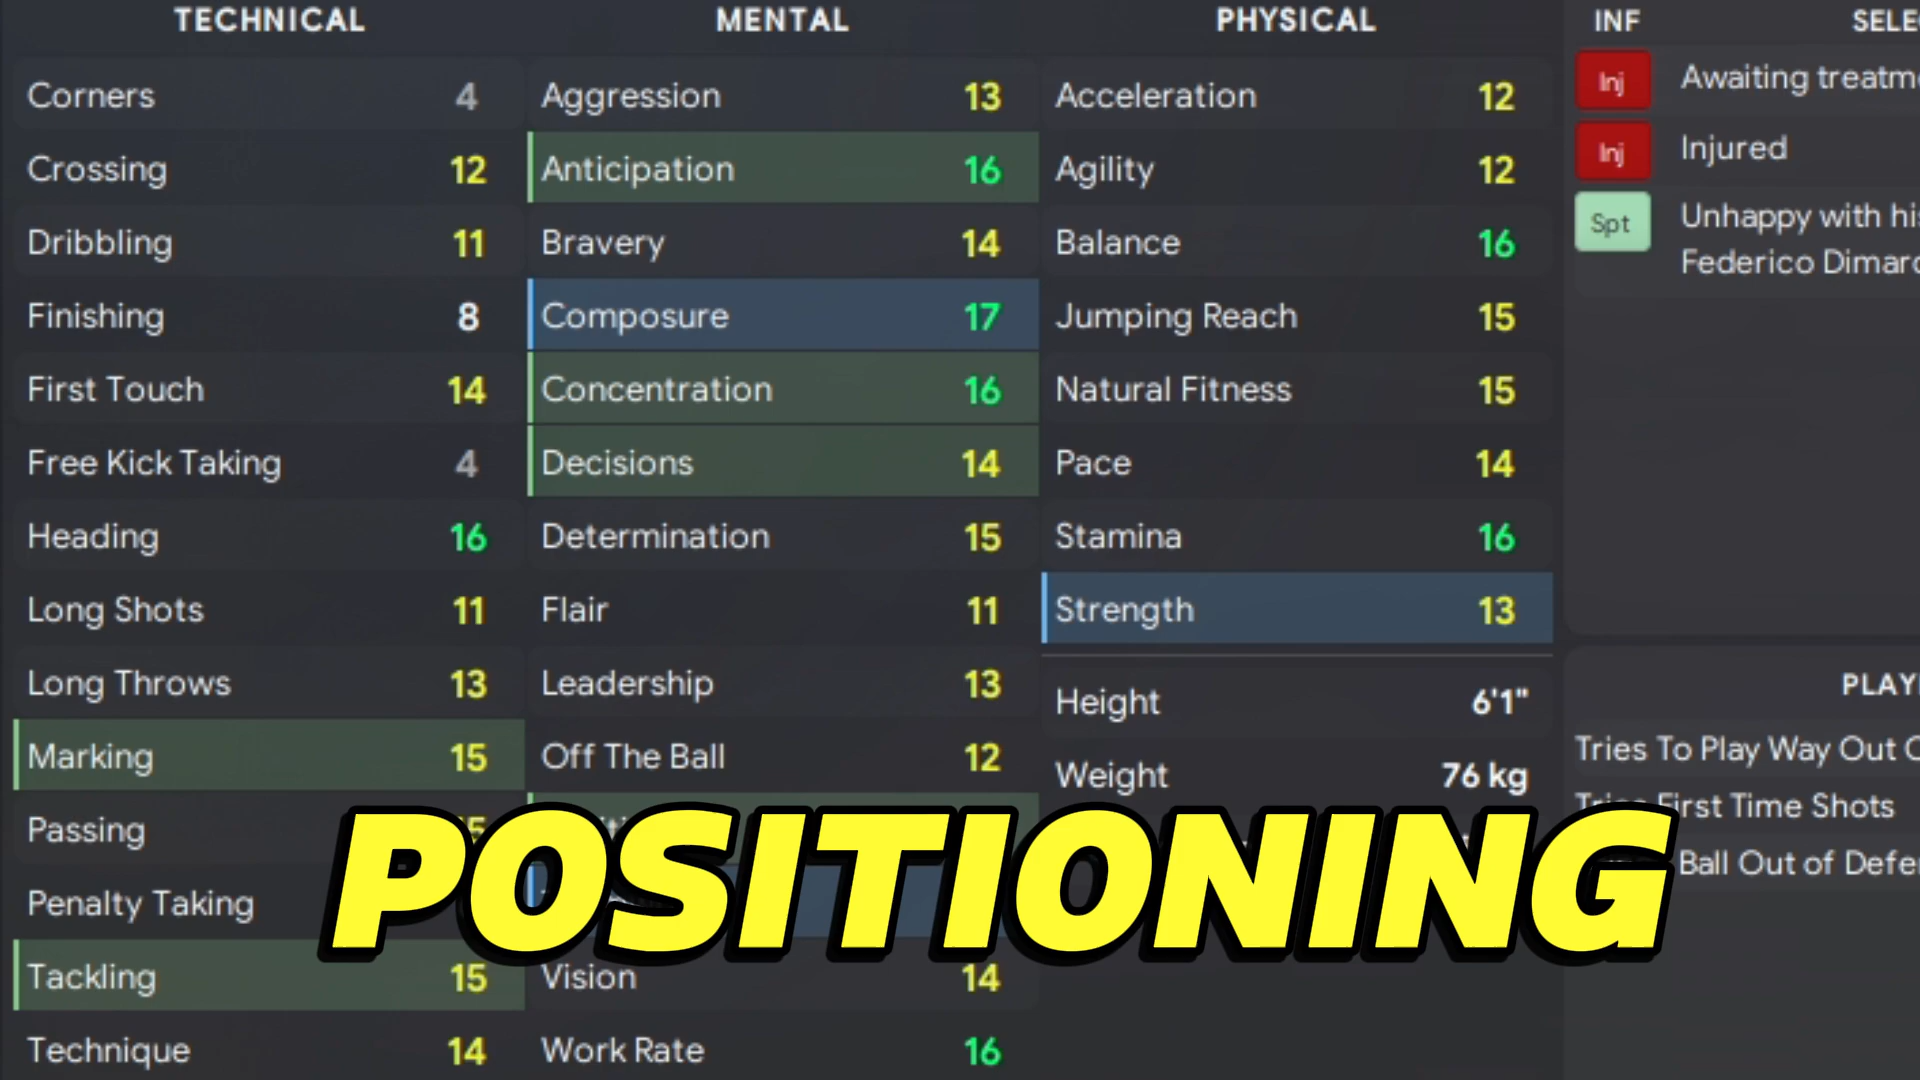 TECHNICAL
Corners 4
Crossing 12
Dribbling 11
Finishing 8
First Touch 14
Free Kick Taking 4
Heading 16
Long Shots 11
Long Throws 13
Marking 15
Passing
Penalty Taking
Tackling 15
Technique 14
MENTAL
Aggression 13
Anticipation 16
Bravery 14
Composure 17
Concentration 16
Decisions 14
Determination 15
Flair 11
Leadership 13
Off The Ball 12
Vision 14
Work Rate 16
PHYSICAL
Acceleration 12
Agility 12
Balance 16
Jumping Reach 15
Natural Fitness 15
Pace 14
Stamina 16
Strength 13
Height 6'1"
Weight 76 kg
INF
Inj Awaiting
Inj Injured
Spt Unhappy with
Federico
Tries To Play Way Out
Tries First Time Shots
Ball Out of
POSITIONING